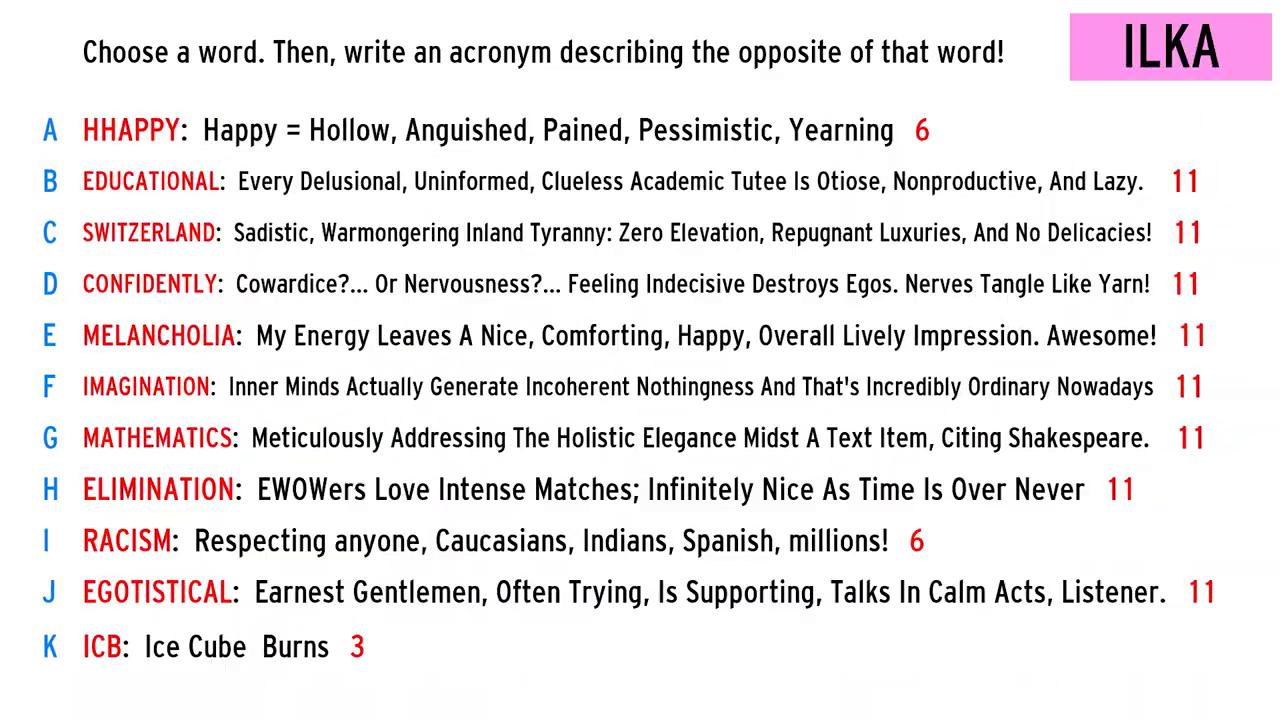 Choose a word. Then, write an acronym describing the opposite of that word!
ILKA
A HHAPPY: Happy = Hollow, Anguished, Pained, Pessimistic, Yearning 6
B EDUCATIONAL: Every Delusional, Uninformed, Clueless Academic Tutee Is Otiose, Nonproductive, And Lazy. 11
C SWITZERLAND: Sadistic, Warmongering Inland Tyranny: Zero Elevation, Repugnant Luxuries, And No Delicacies! 11
D CONFIDENTLY: Cowardice?... Or Nervousness?... Feeling Indecisive Destroys Egos. Nerves Tangle Like Yarn! 11
E MELANCHOLIA: My Energy Leaves A Nice, Comforting, Happy, Overall Lively Impression. Awesome! 11
F IMAGINATION: Inner Minds Actually Generate Incoherent Nothingness And That's Incredibly Ordinary Nowadays 11
G MATHEMATICS: Meticulously Addressing The Holistic Elegance Midst A Text Item, Citing Shakespeare. 11
H ELIMINATION: EWOWers Love Intense Matches; Infinitely Nice As Time Is Over Never 11
I RACISM: Respecting anyone, Caucasians, Indians, Spanish, millions! 6
J EGOTISTICAL: Earnest Gentlemen, Often Trying, Is Supporting, Talks In Calm Acts, Listener. 11
K ICB: Ice Cube Burns 3